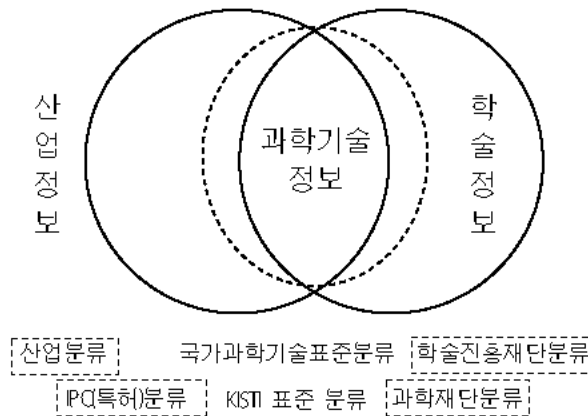 산업정보
과학기술
정보
학술정보
산업분류 국가과학기술표준분류 학술진흥재단분류
IPC(특허)분류 KISTI 표준 분류 과학재단분류